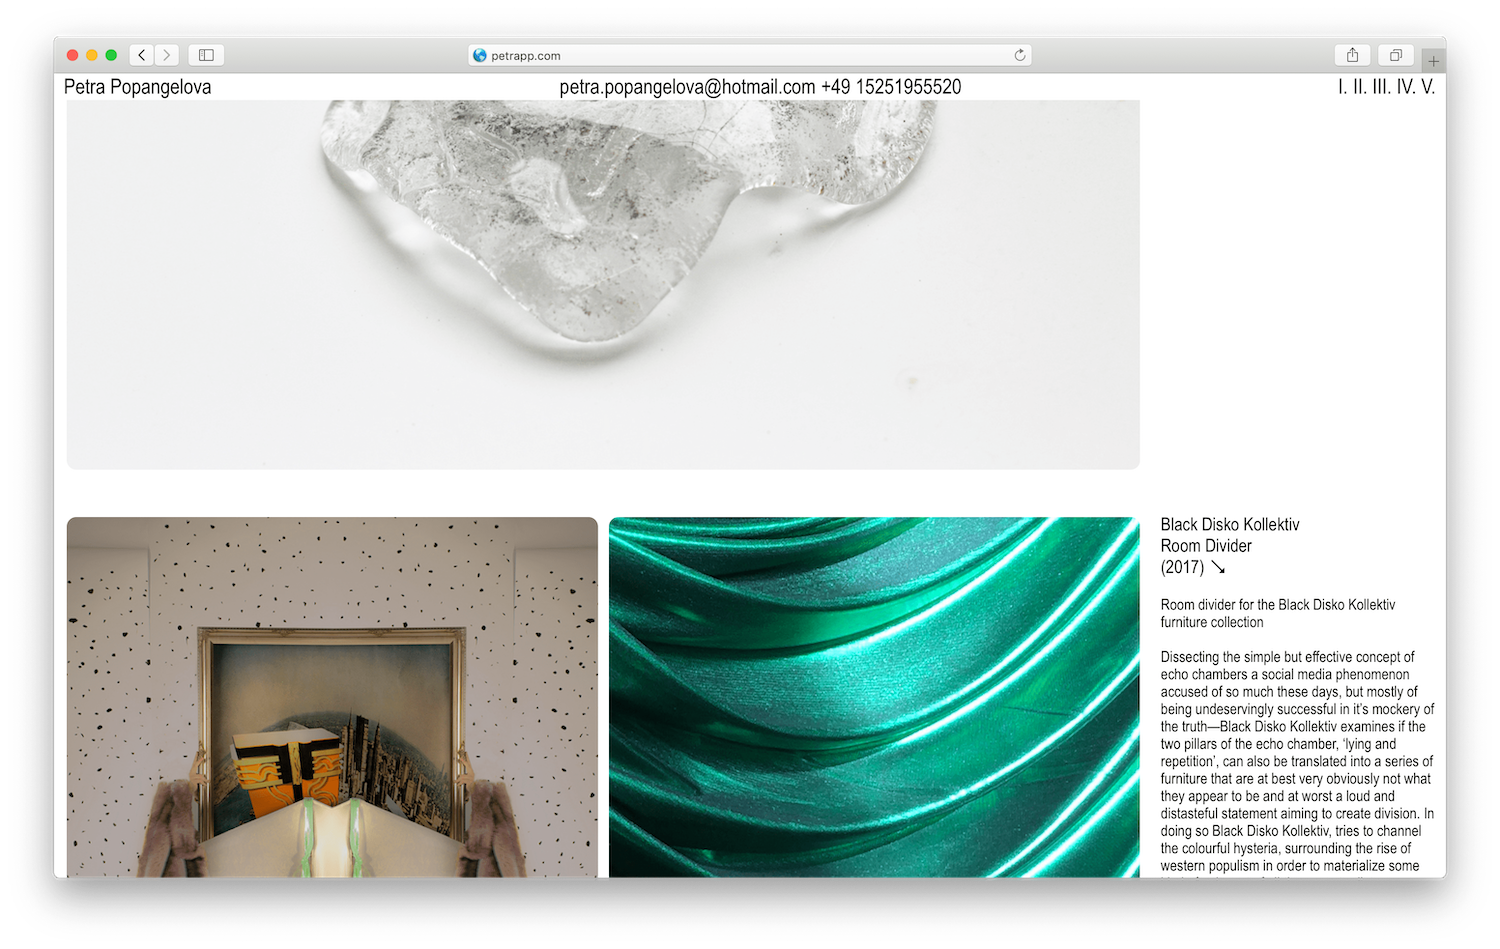 petrapp.com
Petra Popangelova
petra.popangelova@hotmail.com +49 15251955520
I. II. III. IV. V.
Black Disko Kollektiv
Room Divider
(2017) ↘
Room divider for the Black Disko Kollektiv
furniture collection
Dissecting the simple but effective concept of
echo chambers a social media phenomenon
accused of so much these days, but mostly of
being undeservingly successful in it's mockery of
the truth—Black Disko Kollektiv examines if the
two pillars of the echo chamber, 'lying and
repetition', can also be translated into a series of
furniture that are at best very obviously not what
they appear to be and at worst a loud and
distasteful statement aiming to create division. In
doing so Black Disko Kollektiv, tries to channel
the colourful hysteria, surrounding the rise of
western populism in order to materialize some